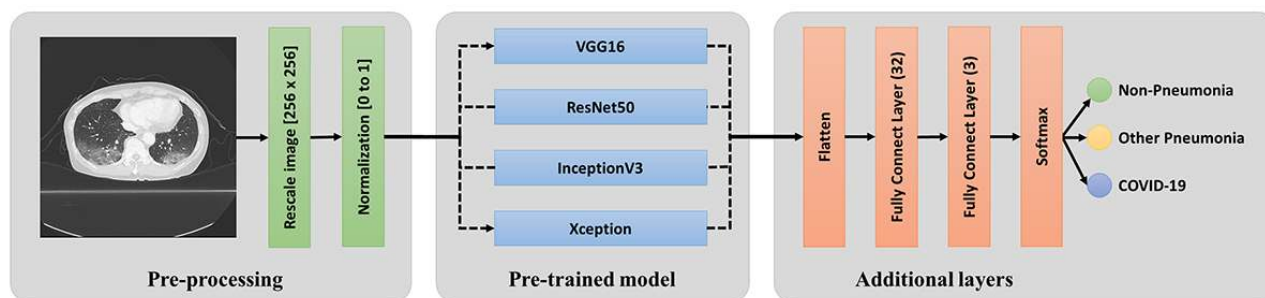 Rescale image [256 x 256]
Normalization [0 to 1]
Pre-processing
VGG16
ResNet50
InceptionV3
Xception
Pre-trained model
Flatten
Fully Connect Layer (32)
Fully Connect Layer (3)
Softmax
Non-Pneumonia
Other Pneumonia
COVID-19
Additional layers